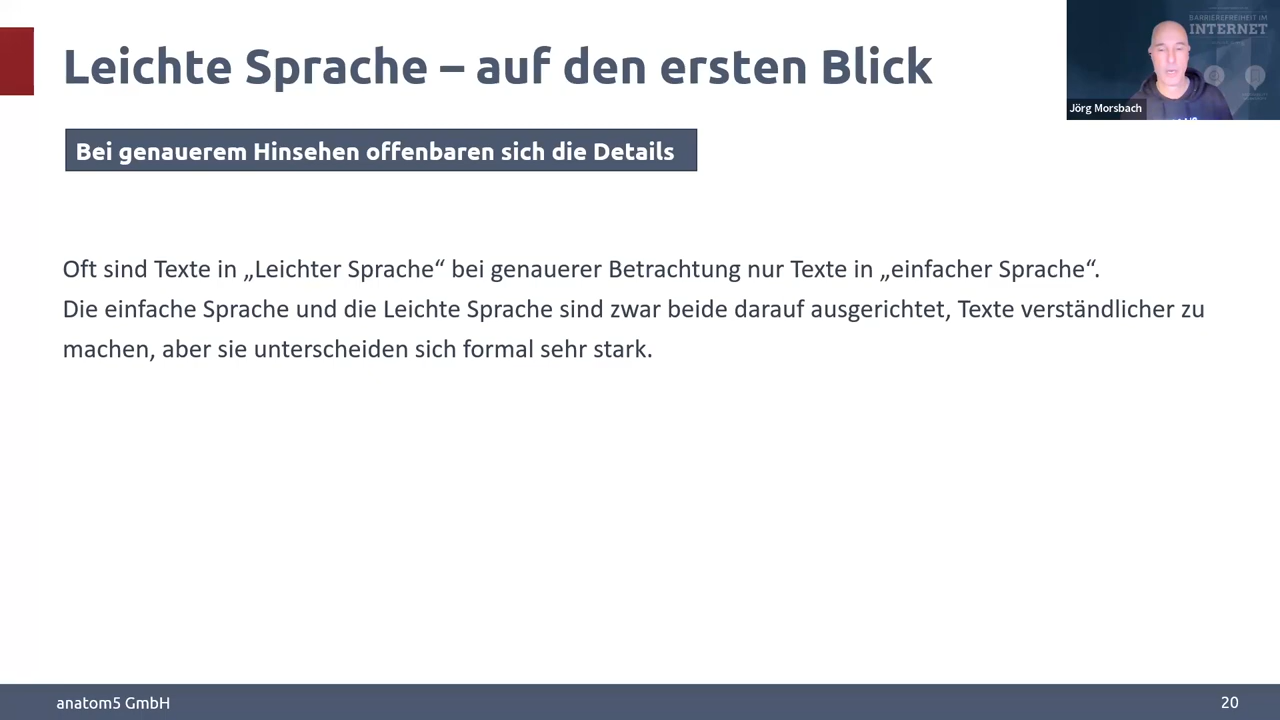 Leichte Sprache – auf den ersten Blick
BARRIEREFREIHEIT IM
INTERNET
Jörg Morsbach
Bei genauerem Hinsehen offenbaren sich die Details
Oft sind Texte in „Leichter Sprache“ bei genauerer Betrachtung nur Texte in „einfacher Sprache“.
Die einfache Sprache und die Leichte Sprache sind zwar beide darauf ausgerichtet, Texte verständlicher zu
machen, aber sie unterscheiden sich formal sehr stark.
anatom5 GmbH
20